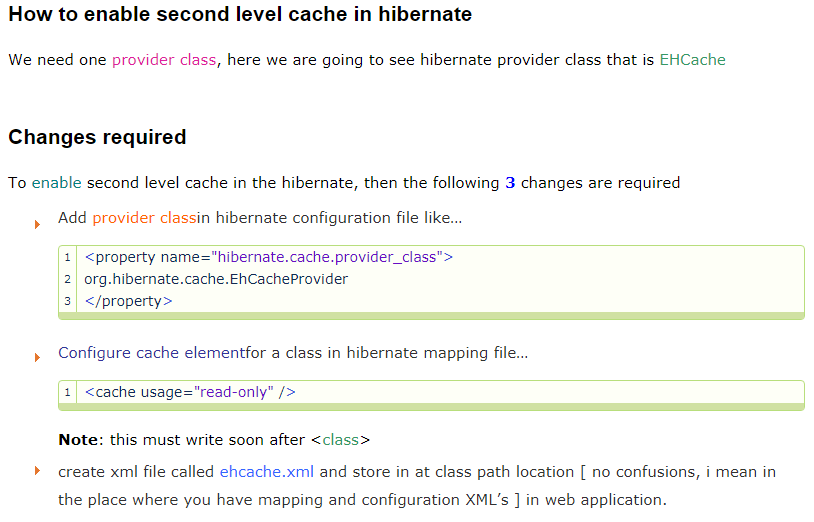 How to enable second level cache in hibernate
We need one provider class, here we are going to see hibernate provider class that is EHCache
Changes required
To enable second level cache in the hibernate, then the following 3 changes are required
Add provider classin hibernate configuration file like...
1 <property name="hibernate.cache.provider_class">
2 org.hibernate.cache.EhCacheProvider
3 </property>
Configure cache elementfor a class in hibernate mapping file...
1 <cache usage="read-only" />
Note: this must write soon after <class>
create xml file called ehcache.xml and store in at class path location [ no confusions, i mean in
the place where you have mapping and configuration XML’s ] in web application.